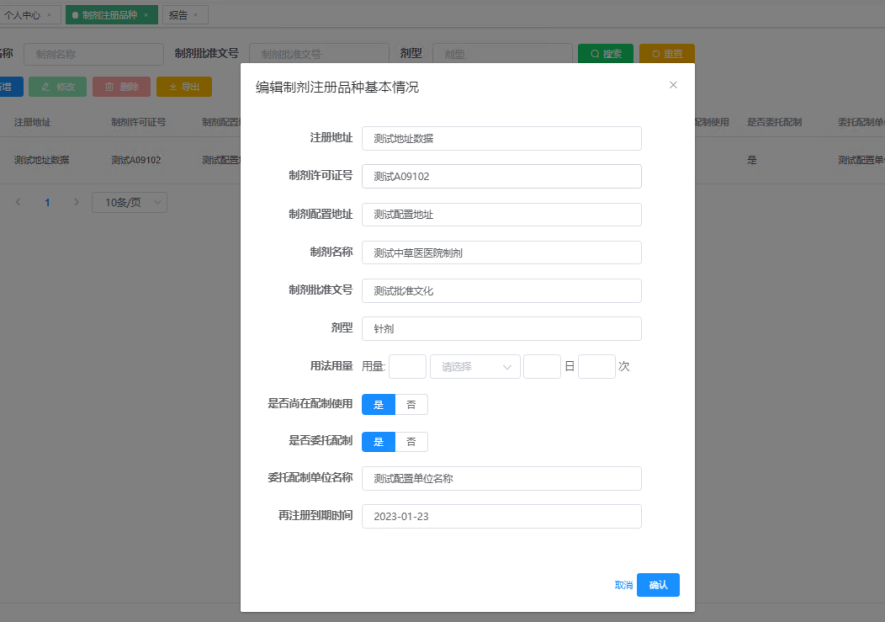 个人中心 × 制剂注册品种 × 报告 ×
称 制剂名称 制剂批准文号 制剂批准文号 剂型 剂型 搜索 重置
增 修改 删除 导出
注册地址 制剂许可证号 制剂配置 配制使用 是否委托配制 委托配制单
测试地址数据 测试A09102 测试配置 是 测试配置单
1 10条/页
编辑制剂注册品种基本情况 ×
注册地址 测试地址数据
制剂许可证号 测试A09102
制剂配置地址 测试配置地址
制剂名称 测试中草医医院制剂
制剂批准文号 测试批准文化
剂型 针剂
用法用量 用量: 请选择 日 次
是否尚在配制使用 是 否
是否委托配制 是 否
委托配制单位名称 测试配置单位名称
再注册到期时间 2023-01-23
取消 确认